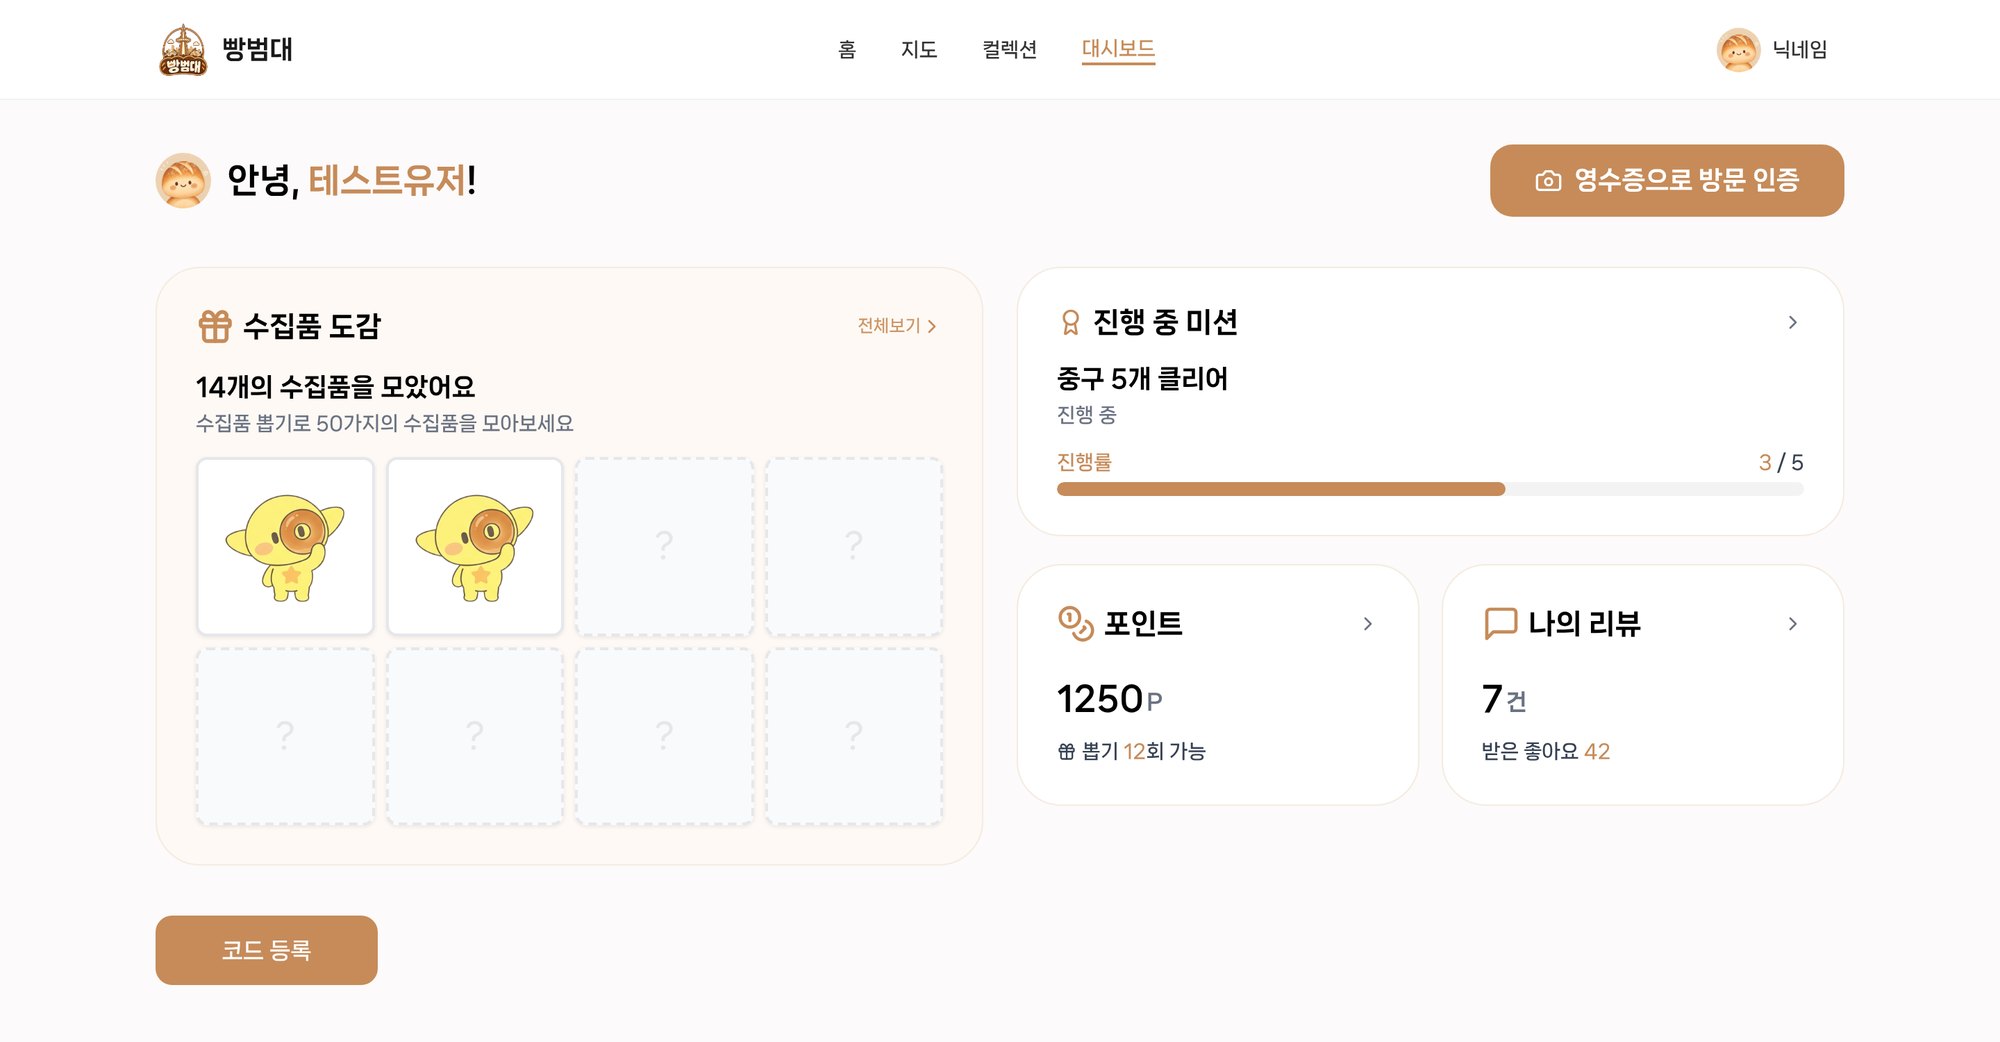 빵범대
빵범대
홈
지도
컬렉션
대시보드
닉네임
안녕, 테스트유저!
영수증으로 방문 인증
수집품 도감
전체보기
14개의 수집품을 모았어요
수집품 뽑기로 50가지의 수집품을 모아보세요
? ?
? ? ? ?
진행 중 미션
중구 5개 클리어
진행 중
진행률
3 / 5
포인트
1250 P
뽑기 12회 가능
나의 리뷰
7 건
받은 좋아요 42
코드 등록